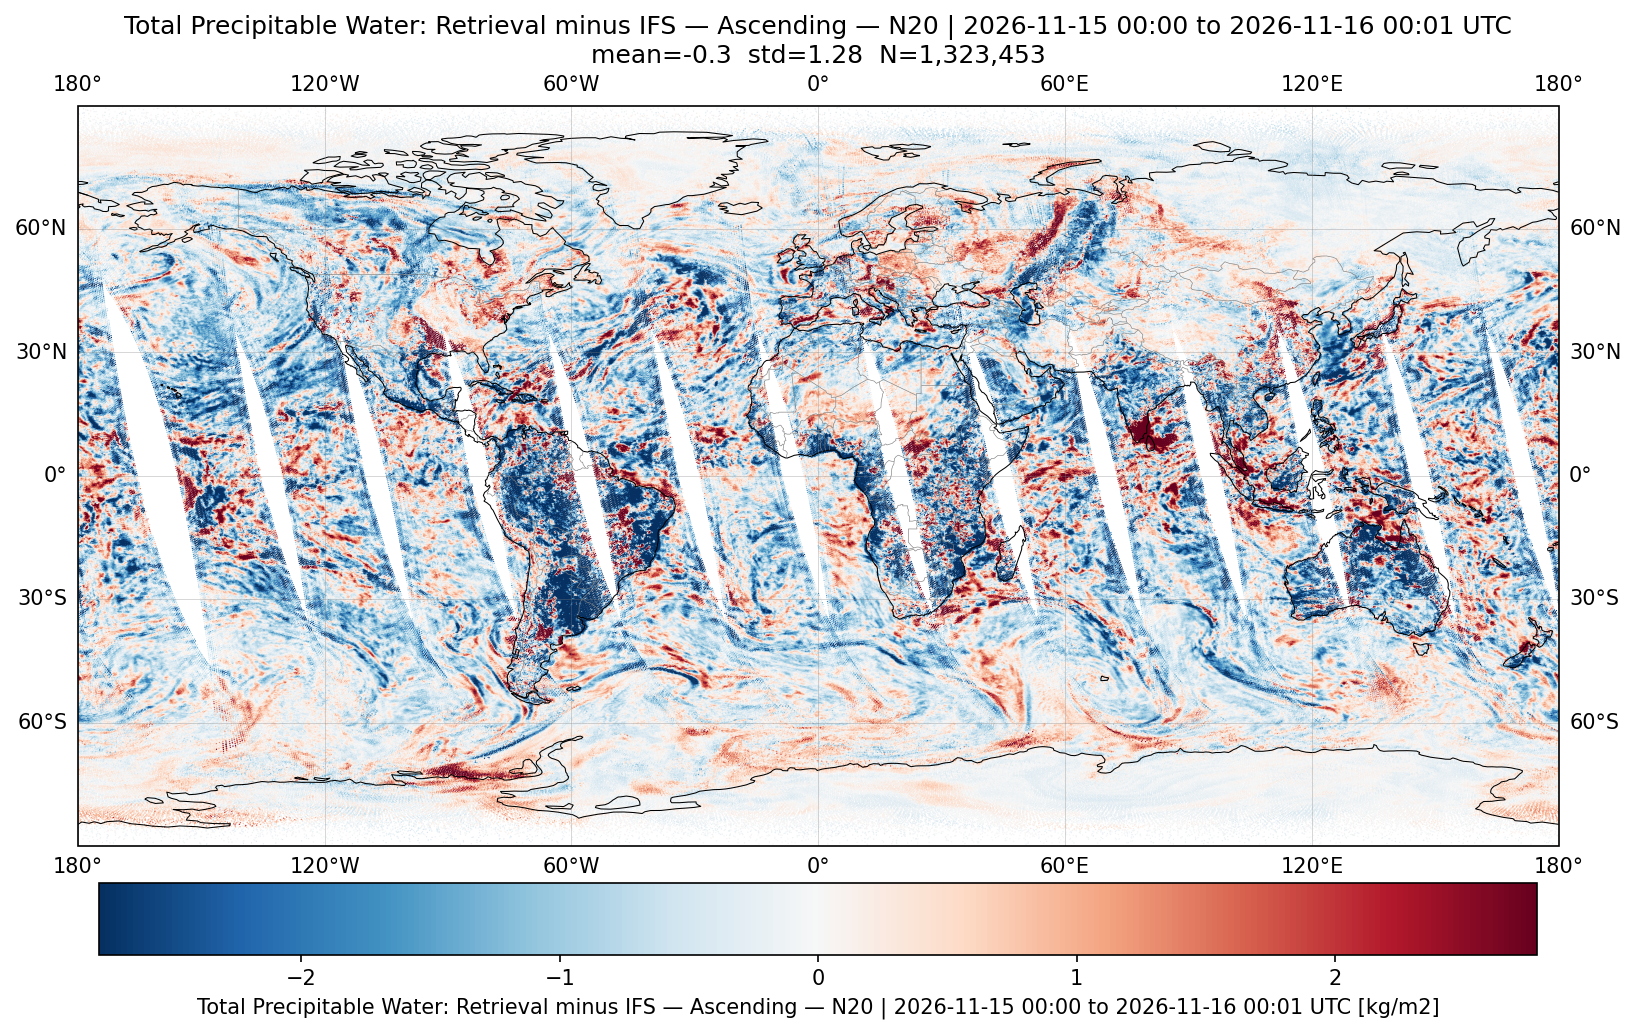 Total Precipitable Water: Retrieval minus IFS — Ascending — N20 | 2026-11-15 00:00 to 2026-11-16 00:01 UTC
mean=-0.3  std=1.28  N=1,323,453
180° 120°W 60°W 0° 60°E 120°E 180°
60°N 60°N
30°N 30°N
0° 0°
30°S 30°S
60°S 60°S
180° 120°W 60°W 0° 60°E 120°E 180°
−2 −1 0 1 2
Total Precipitable Water: Retrieval minus IFS — Ascending — N20 | 2026-11-15 00:00 to 2026-11-16 00:01 UTC [kg/m2]